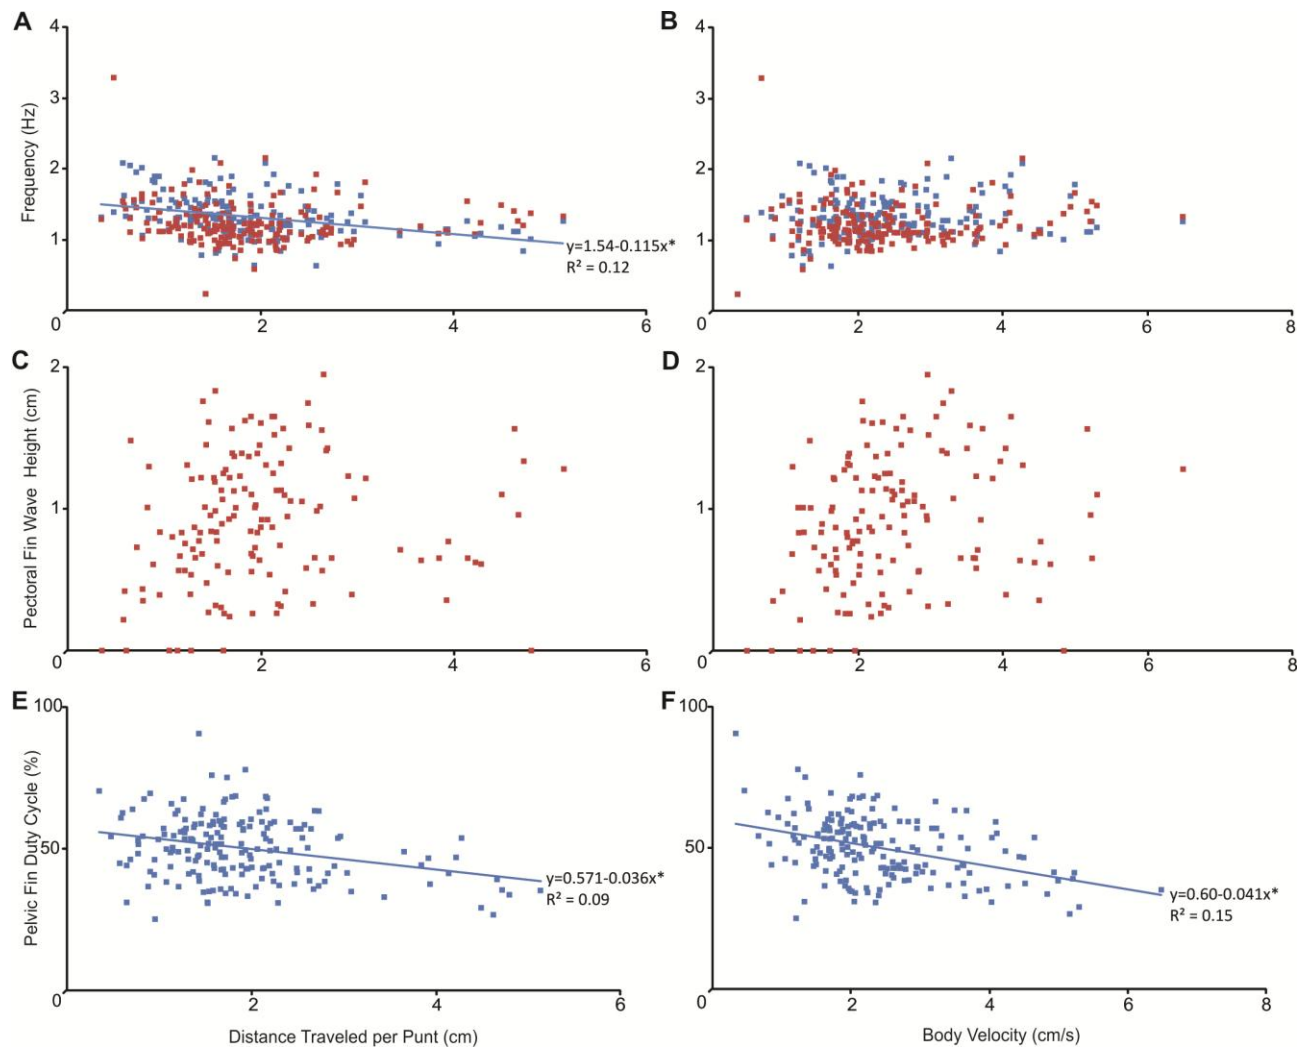 A
B
4
3
2
1
0
2
4
6
Frequency (Hz)
y=1.54-0.115x*
R² = 0.12
4
3
2
1
0
2
4
6
8
C
D
2
1
0
2
4
6
Pectoral Fin Wave Height (cm)
2
1
0
2
4
6
8
E
F
100
50
0
2
4
6
Pelvic Fin Duty Cycle (%)
y=0.571-0.036x*
R² = 0.09
Distance Traveled per Punt (cm)
100
50
0
2
4
6
8
y=0.60-0.041x*
R² = 0.15
Body Velocity (cm/s)